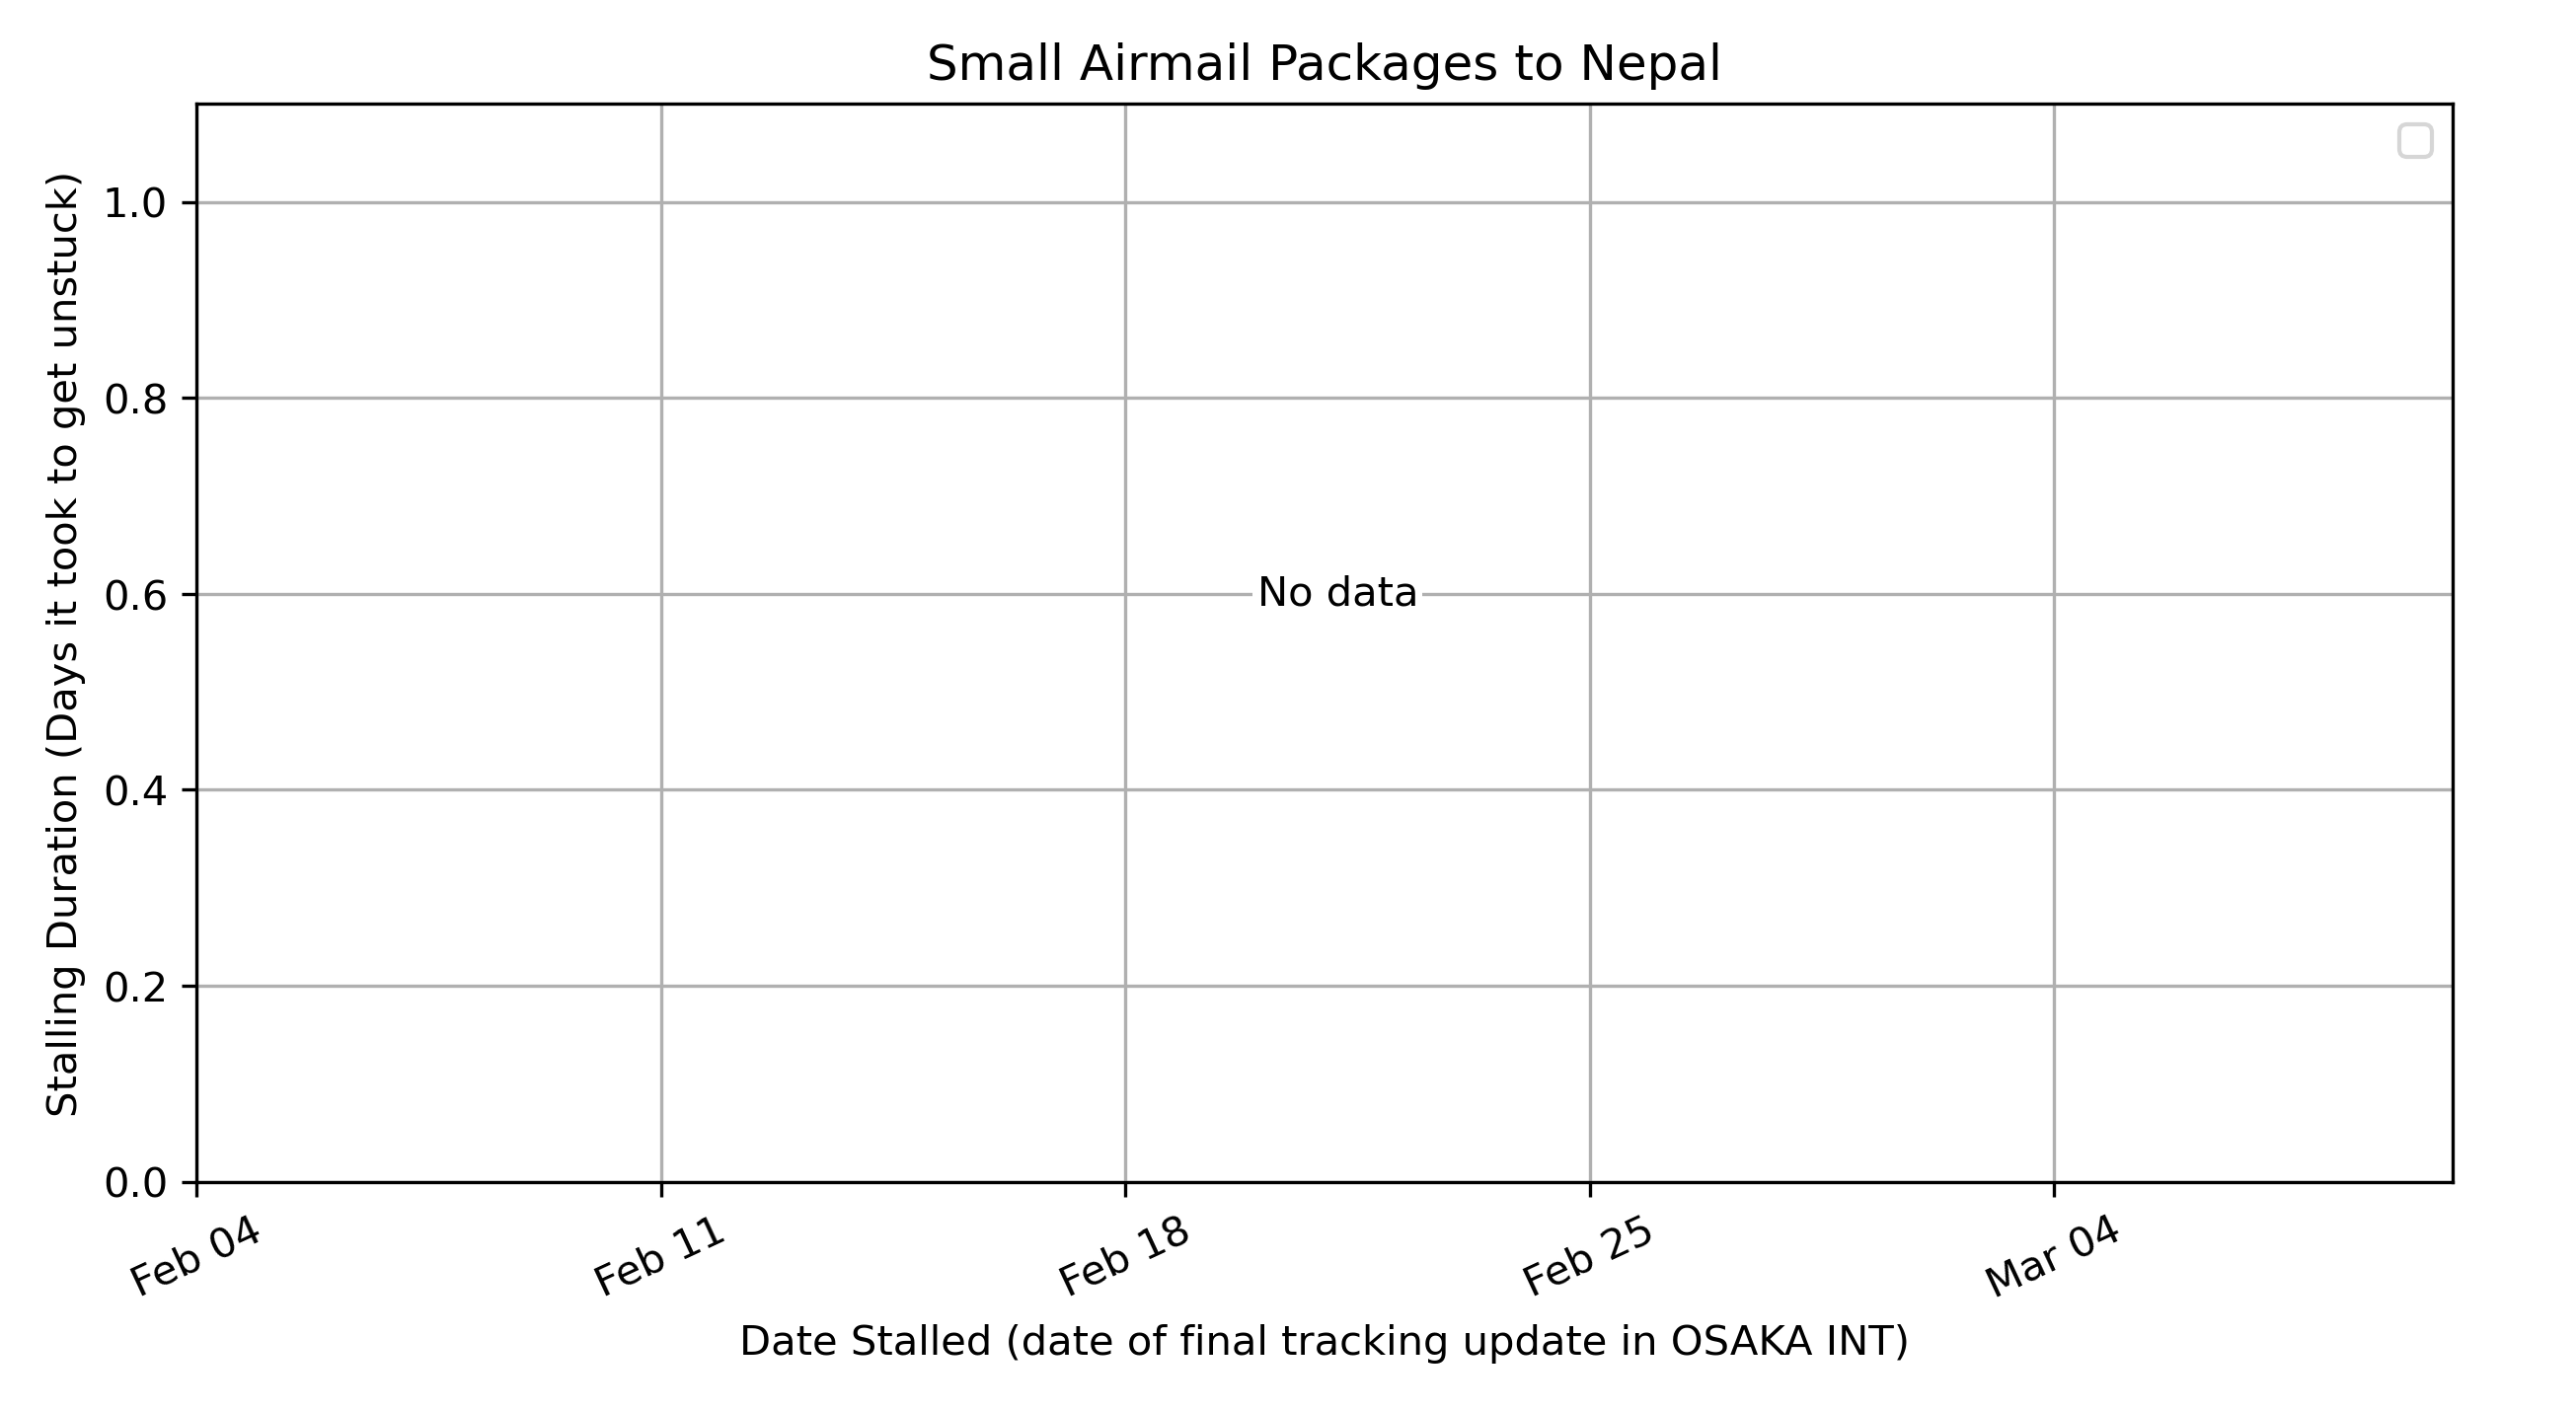 Small Airmail Packages to Nepal
Stalling Duration (Days it took to get unstuck)
1.0
0.8
0.6
0.4
0.2
0.0
No data
Feb 04
Feb 11
Feb 18
Feb 25
Mar 04
Date Stalled (date of final tracking update in OSAKA INT)